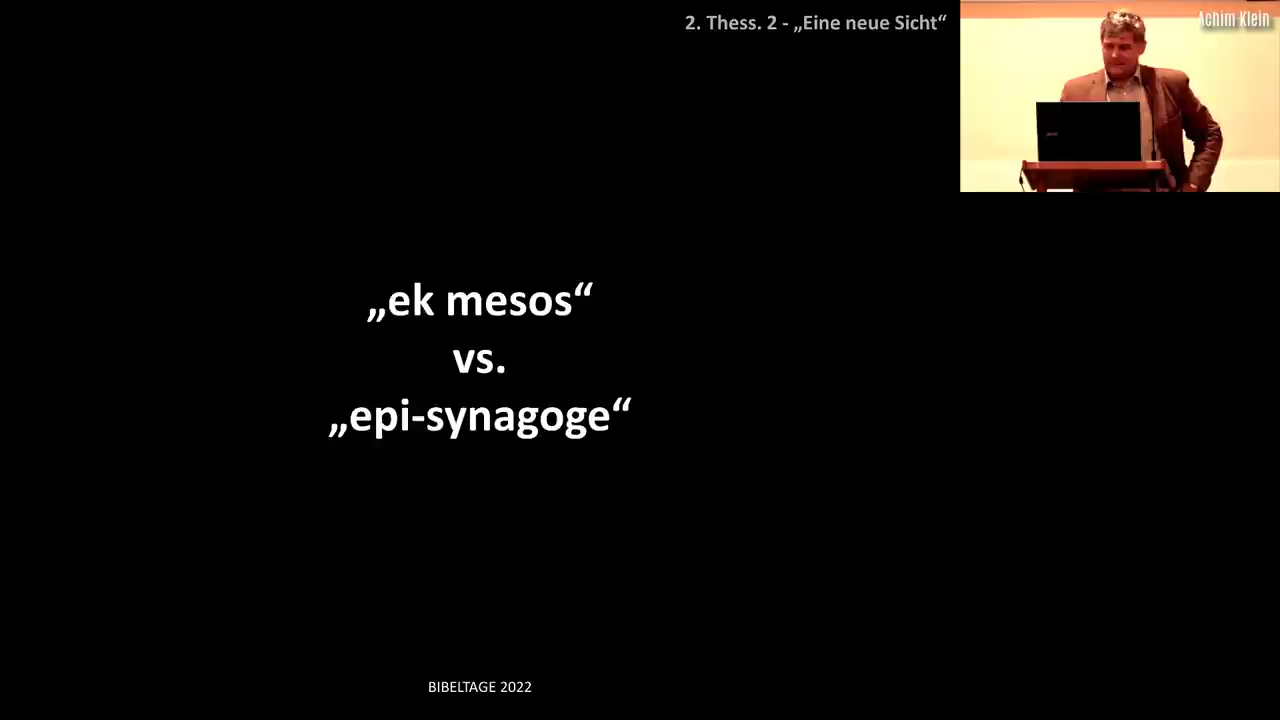 2. Thess. 2 - „Eine neue Sicht“
Achim Klein
„ek mesos“
vs.
„epi-synagoge“
BIBELTAGE 2022